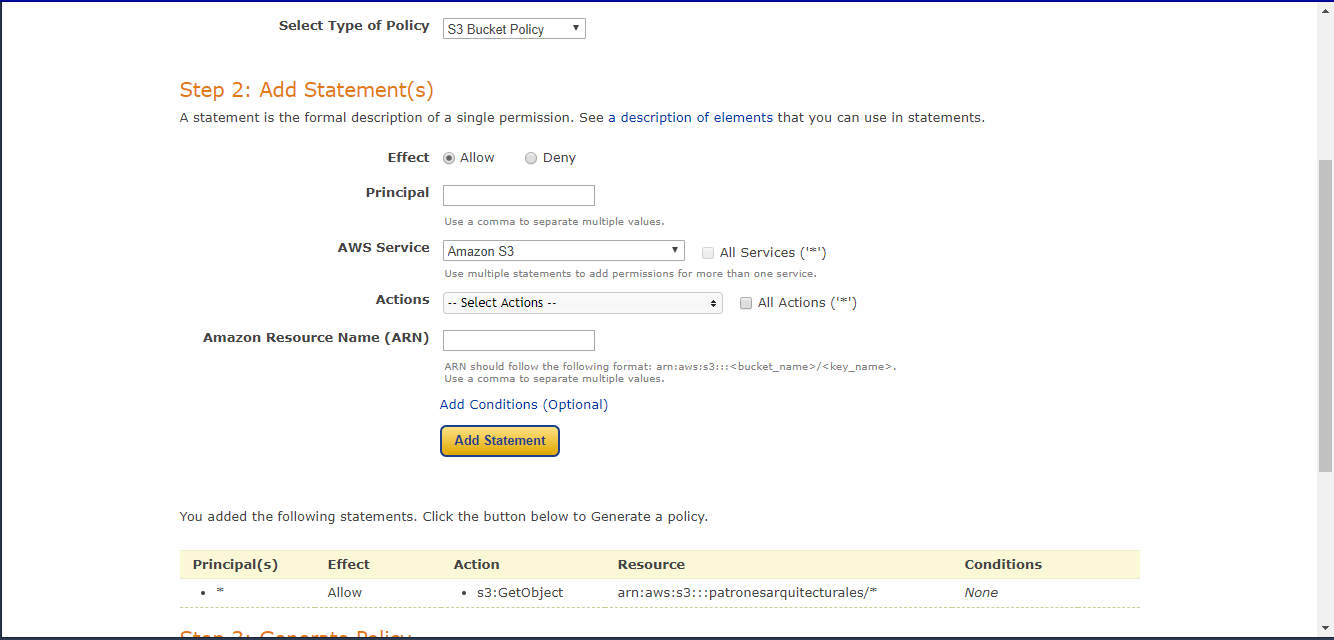 Select Type of Policy S3 Bucket Policy
Step 2: Add Statement(s)
A statement is the formal description of a single permission. See a description of elements that you can use in statements.
Effect Allow Deny
Principal
Use a comma to separate multiple values.
AWS Service Amazon S3 All Services ('*')
Use multiple statements to add permissions for more than one service.
Actions -- Select Actions -- All Actions ('*')
Amazon Resource Name (ARN)
ARN should follow the following format: arn:aws:s3:::<bucket_name>/<key_name>.
Use a comma to separate multiple values.
Add Conditions (Optional)
Add Statement
You added the following statements. Click the button below to Generate a policy.
Principal(s) Effect Action Resource Conditions
• * Allow • s3:GetObject arn:aws:s3:::patronesarquitecturales/* None
Step 3: Generate Policy